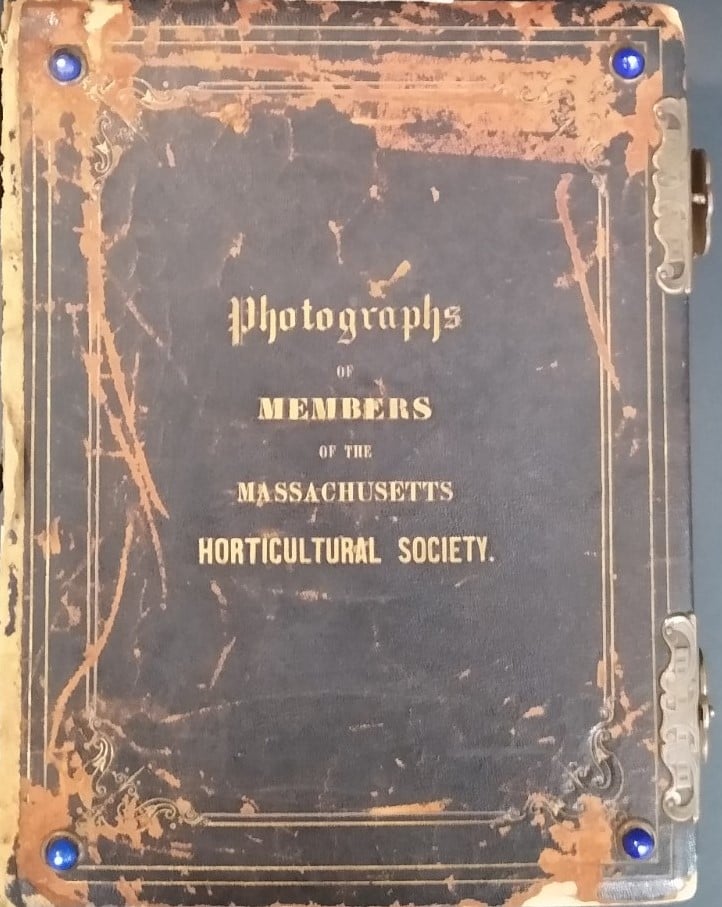 Photographs
OF
MEMBERS
OF THE
MASSACHUSETTS
HORTICULTURAL SOCIETY.